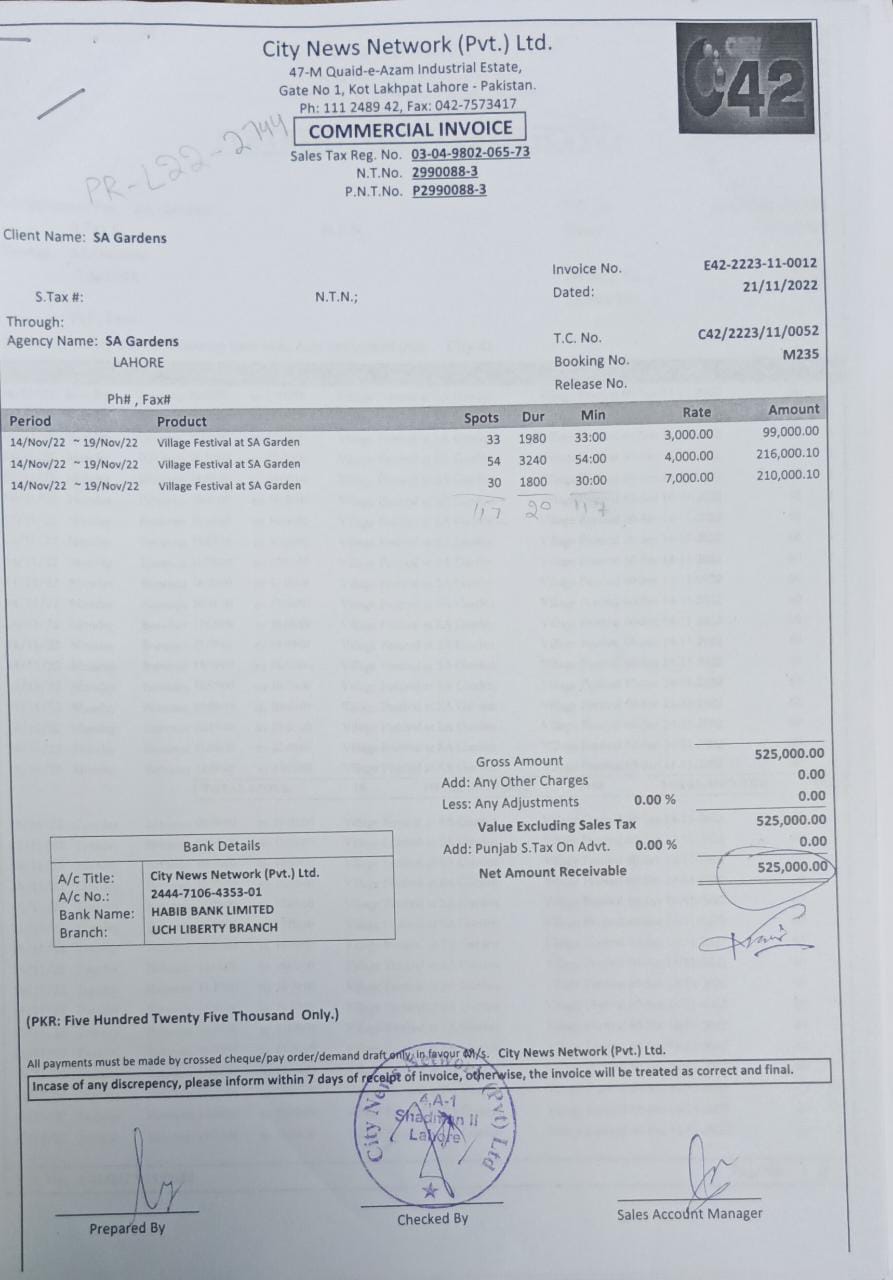 City News Network (Pvt.) Ltd.
47-M Quaid-e-Azam Industrial Estate,
Gate No 1, Kot Lakhpat Lahore - Pakistan.
Ph: 111 2489 42, Fax: 042-7573417
CITY
42
COMMERCIAL INVOICE
PR-L22-2744
Sales Tax Reg. No. 03-04-9802-065-73
N.T.No. 2990088-3
P.N.T.No. P2990088-3
Client Name: SA Gardens
Invoice No. E42-2223-11-0012
S.Tax #: N.T.N.; Dated: 21/11/2022
Through:
Agency Name: SA Gardens T.C. No. C42/2223/11/0052
LAHORE Booking No. M235
Release No.
Ph# , Fax#
Period Product Spots Dur Min Rate Amount
14/Nov/22 ~ 19/Nov/22 Village Festival at SA Garden 33 1980 33:00 3,000.00 99,000.00
14/Nov/22 ~ 19/Nov/22 Village Festival at SA Garden 54 3240 54:00 4,000.00 216,000.10
14/Nov/22 ~ 19/Nov/22 Village Festival at SA Garden 30 1800 30:00 7,000.00 210,000.10
117 20 117
Gross Amount 525,000.00
Add: Any Other Charges 0.00
Less: Any Adjustments 0.00 % 0.00
Value Excluding Sales Tax 525,000.00
Add: Punjab S.Tax On Advt. 0.00 % 0.00
Net Amount Receivable 525,000.00
Bank Details
A/c Title: City News Network (Pvt.) Ltd.
A/c No.: 2444-7106-4353-01
Bank Name: HABIB BANK LIMITED
Branch: UCH LIBERTY BRANCH
(PKR: Five Hundred Twenty Five Thousand Only.)
All payments must be made by crossed cheque/pay order/demand draft only, in favour M/s. City News Network (Pvt.) Ltd.
Incase of any discrepency, please inform within 7 days of receipt of invoice, otherwise, the invoice will be treated as correct and final.
City News Network (Pvt) Ltd
4,A-1
Shadman II
Lahore
Prepared By Checked By Sales Account Manager